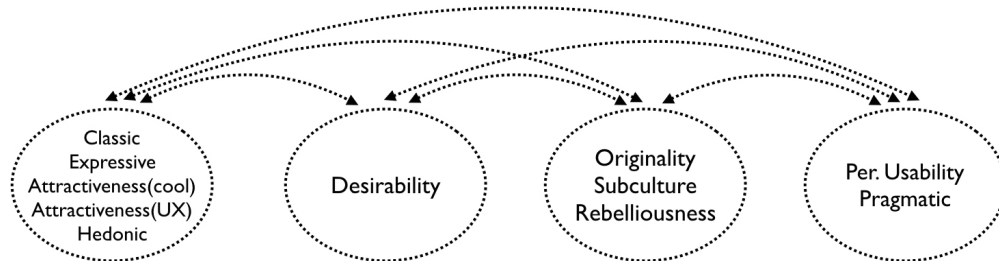 Classic
Expressive
Attractiveness(cool)
Attractiveness(UX)
Hedonic
Desirability
Originality
Subculture
Rebelliousness
Per. Usability
Pragmatic